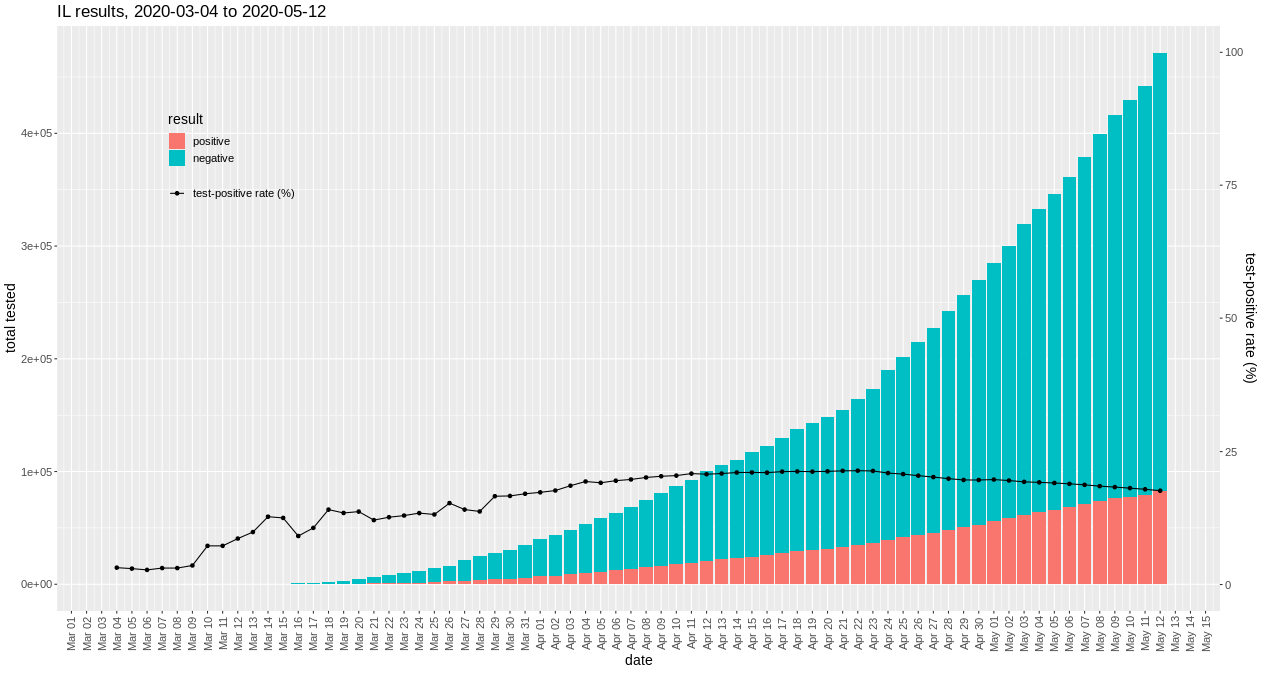 IL results, 2020-03-04 to 2020-05-12
result
positive
negative
test-positive rate (%)
total tested
4e+05
3e+05
2e+05
1e+05
0e+00
100
75
50
25
0
test-positive rate (%)
Mar 01
Mar 02
Mar 03
Mar 04
Mar 05
Mar 06
Mar 07
Mar 08
Mar 09
Mar 10
Mar 11
Mar 12
Mar 13
Mar 14
Mar 15
Mar 16
Mar 17
Mar 18
Mar 19
Mar 20
Mar 21
Mar 22
Mar 23
Mar 24
Mar 25
Mar 26
Mar 27
Mar 28
Mar 29
Mar 30
Mar 31
Apr 01
Apr 02
Apr 03
Apr 04
Apr 05
Apr 06
Apr 07
Apr 08
Apr 09
Apr 10
Apr 11
Apr 12
Apr 13
Apr 14
Apr 15
Apr 16
Apr 17
Apr 18
Apr 19
Apr 20
Apr 21
Apr 22
Apr 23
Apr 24
Apr 25
Apr 26
Apr 27
Apr 28
Apr 29
Apr 30
May 01
May 02
May 03
May 04
May 05
May 06
May 07
May 08
May 09
May 10
May 11
May 12
May 13
May 14
May 15
date